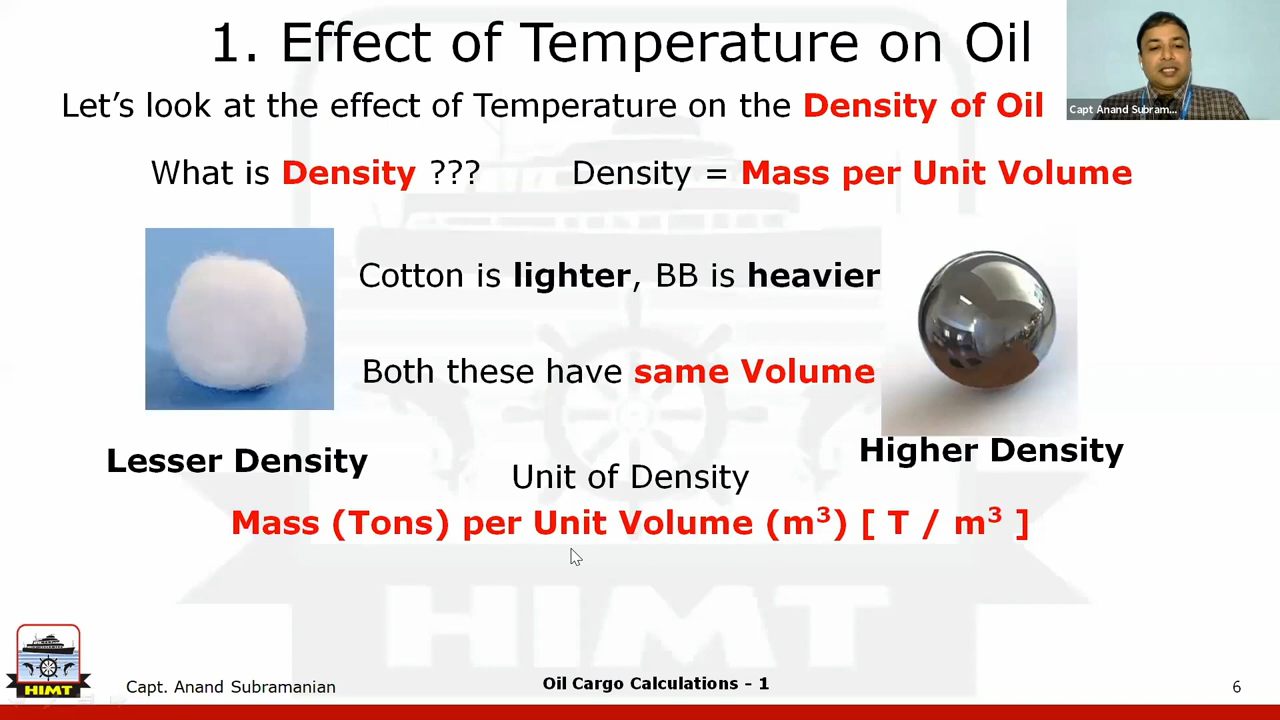 1. Effect of Temperature on Oil
Let's look at the effect of Temperature on the Density of Oil
Capt Anand Subram...
What is Density ??? Density = Mass per Unit Volume
Cotton is lighter, BB is heavier
Both these have same Volume
Lesser Density
Higher Density
Unit of Density
Mass (Tons) per Unit Volume (m³) [ T / m³ ]
HIMT
HIMT
Capt. Anand Subramanian
Oil Cargo Calculations - 1
6